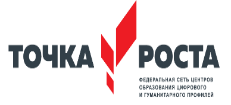 ТОЧКА РОСТА
ФЕДЕРАЛЬНАЯ СЕТЬ ЦЕНТРОВ
ОБРАЗОВАНИЯ ЦИФРОВОГО
И ГУМАНИТАРНОГО ПРОФИЛЕЙ